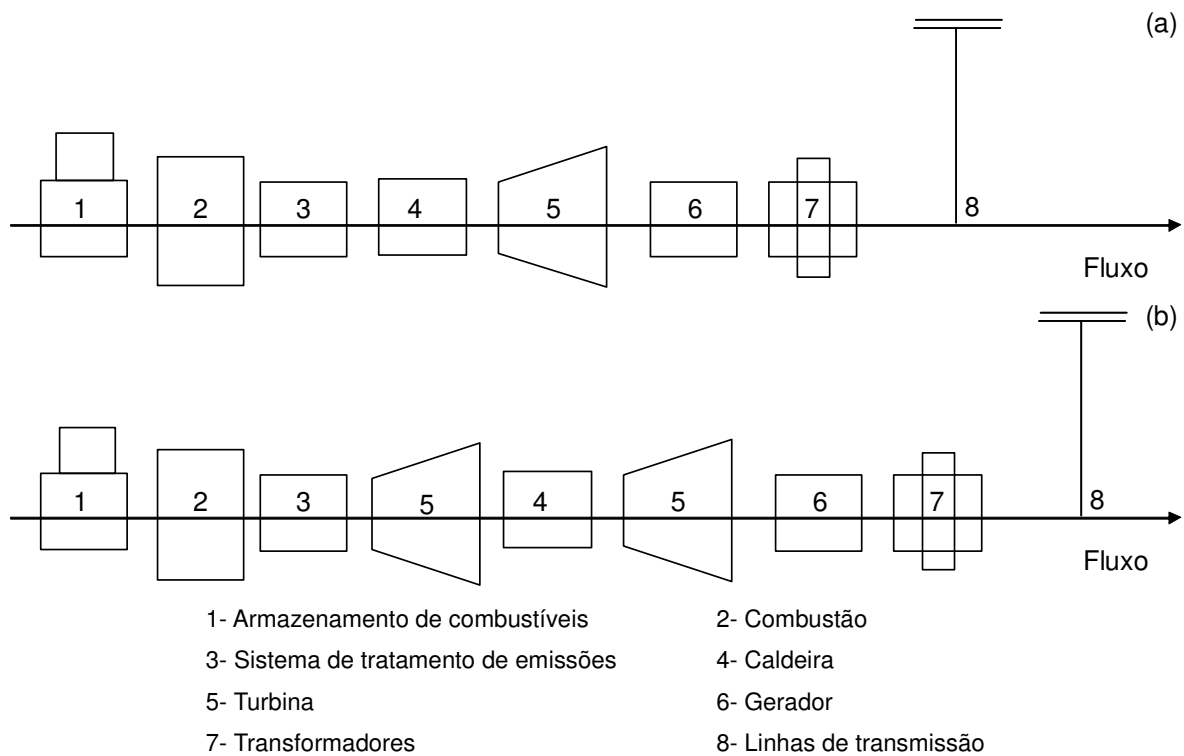 (a)
1 2 3 4 5 6 7 8
Fluxo
(b)
1 2 3 5 4 5 6 7 8
Fluxo
1- Armazenamento de combustíveis 2- Combustão
3- Sistema de tratamento de emissões 4- Caldeira
5- Turbina 6- Gerador
7- Transformadores 8- Linhas de transmissão